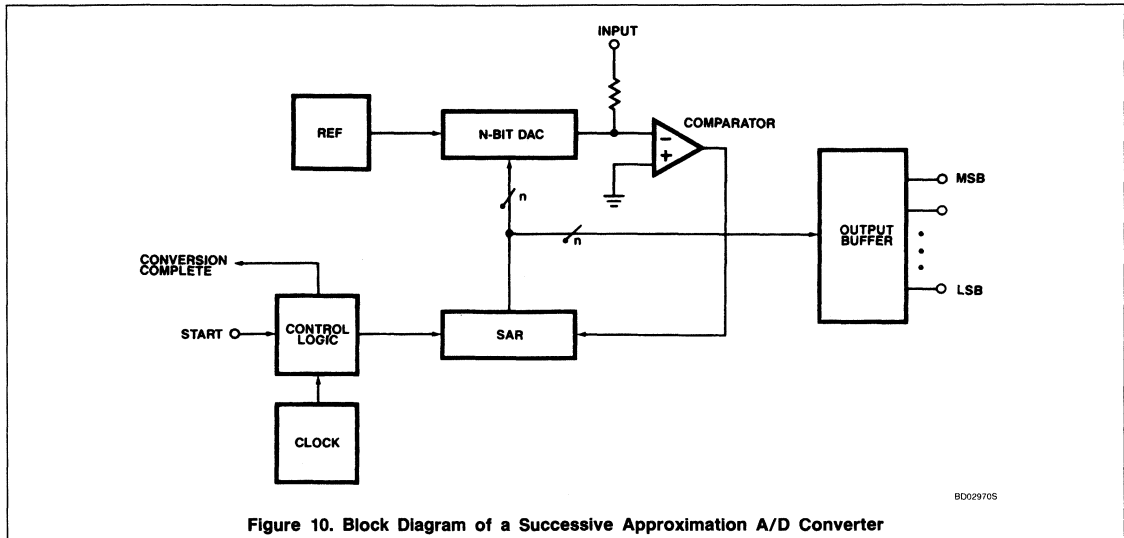 INPUT
REF
N-BIT DAC
COMPARATOR
−
+
n
n
OUTPUT
BUFFER
MSB
LSB
CONVERSION
COMPLETE
START
CONTROL
LOGIC
SAR
CLOCK
BD02970S
Figure 10. Block Diagram of a Successive Approximation A/D Converter